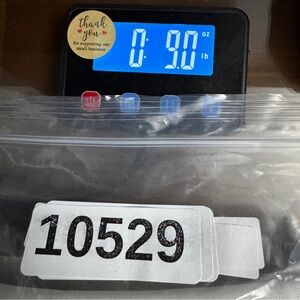 thank
you
for supporting our
small business
0: 9.0 oz
lb
10529